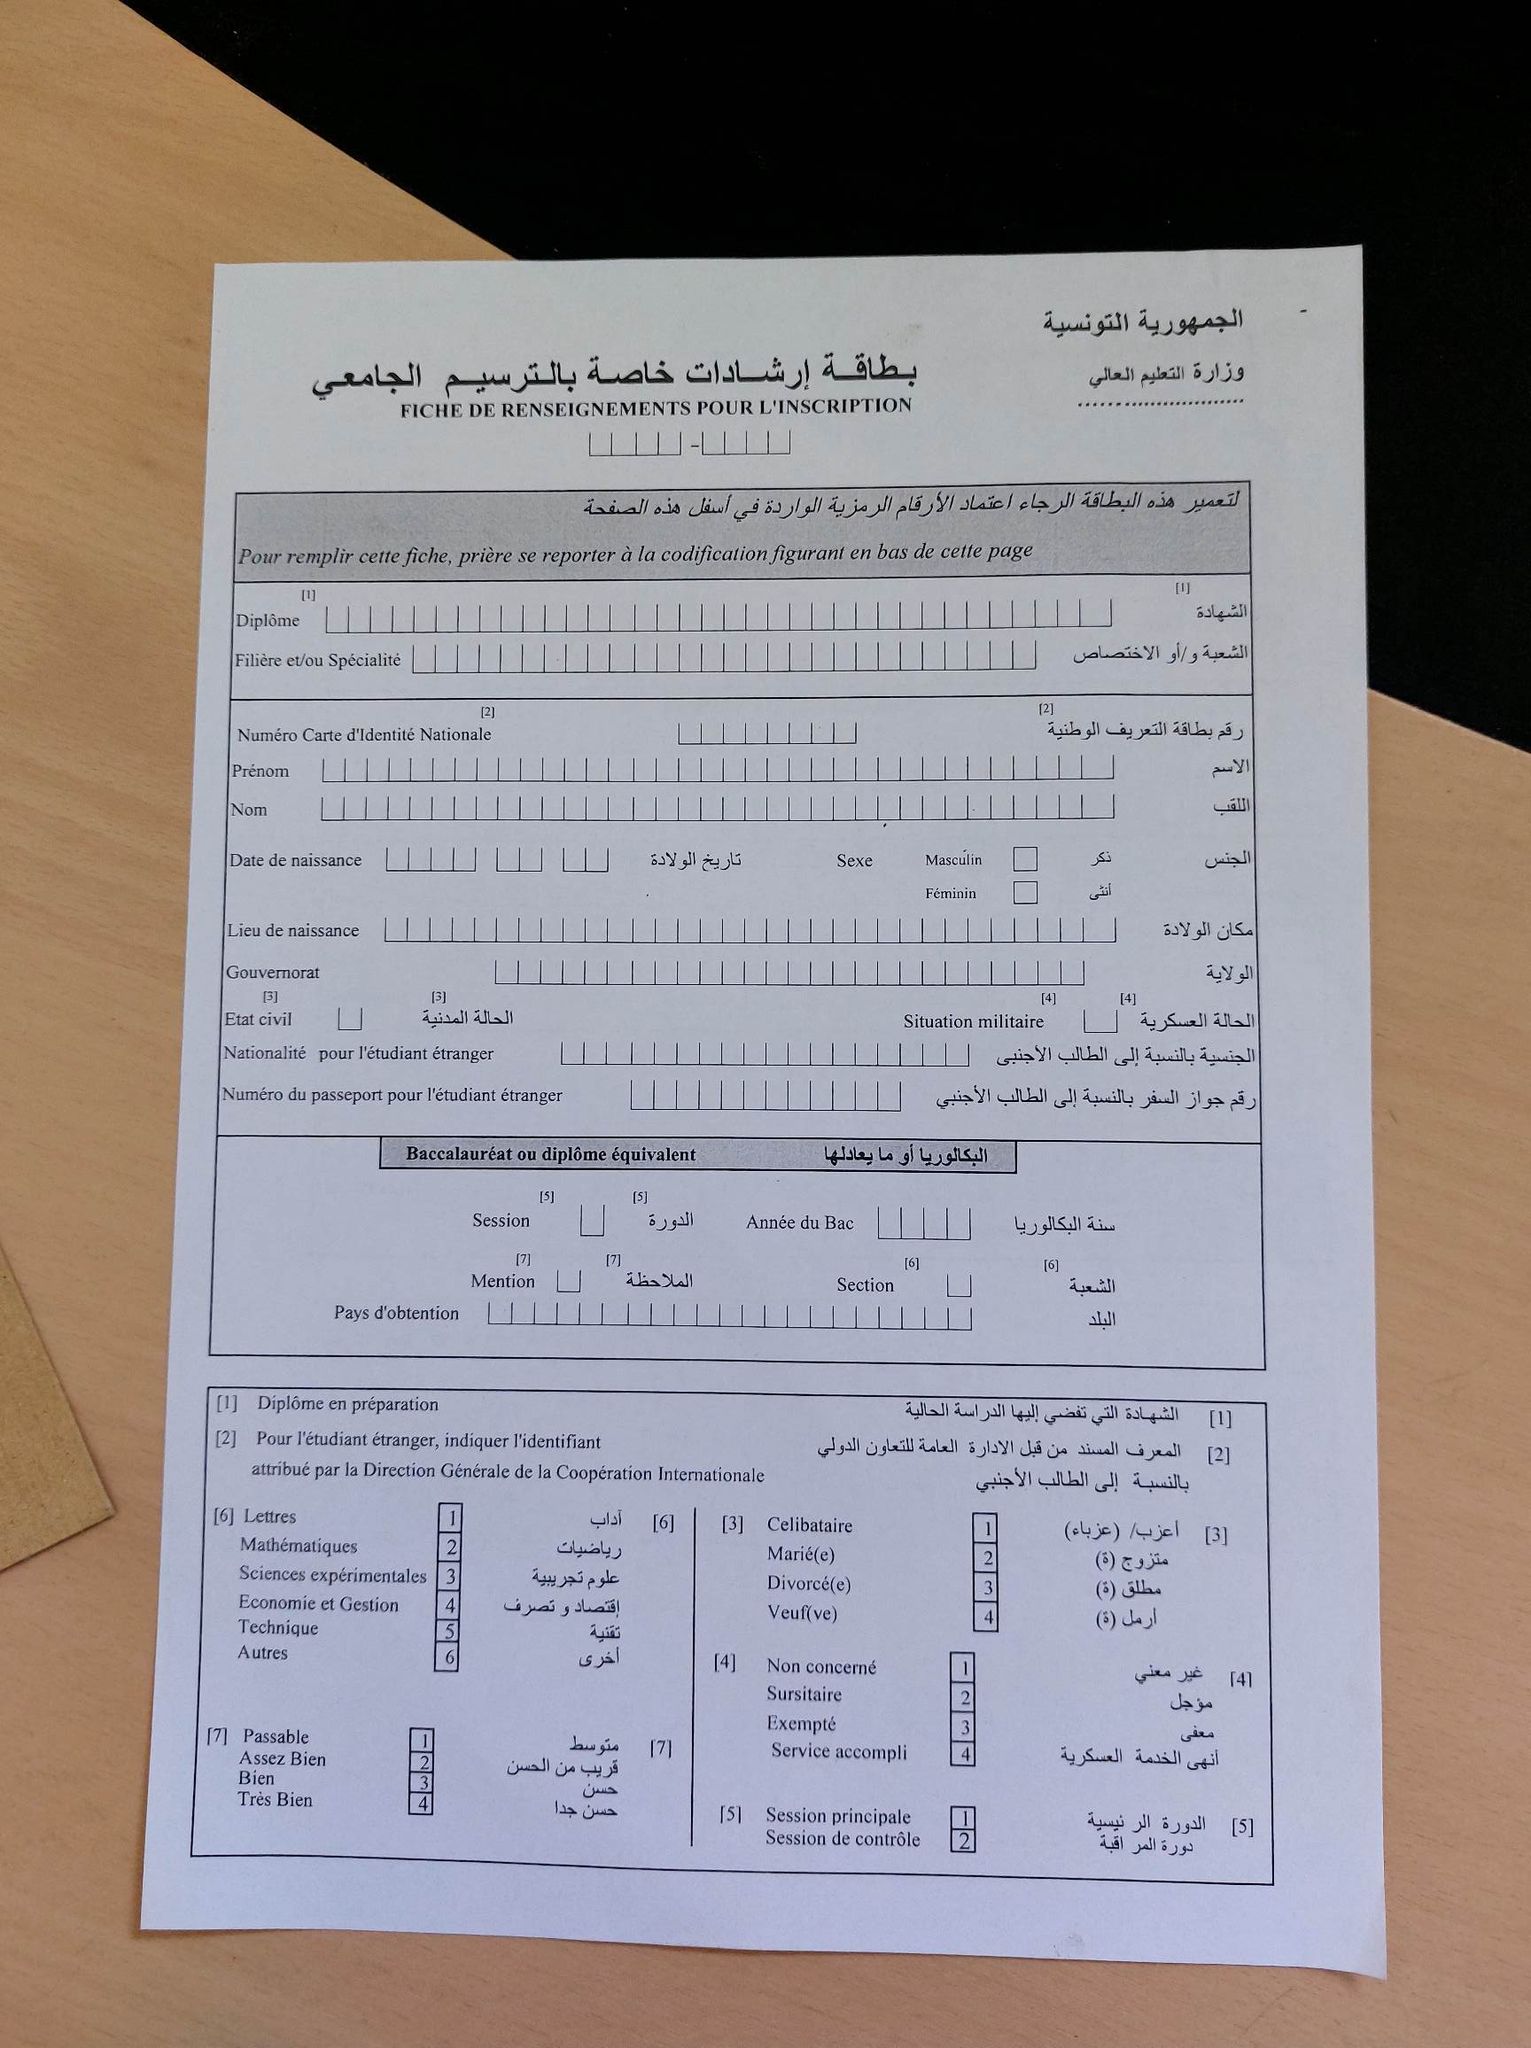 الجمهورية التونسية
وزارة التعليم العالي
..........................
بطاقة إرشادات خاصة بالترسيم الجامعي
FICHE DE RENSEIGNEMENTS POUR L'INSCRIPTION
-
لتعمير هذه البطاقة الرجاء اعتماد الأرقام الرمزية الواردة في أسفل هذه الصفحة
Pour remplir cette fiche, prière se reporter à la codification figurant en bas de cette page
[1] [1]
Diplôme الشهادة
Filière et/ou Spécialité الشعبة و/أو الاختصاص
[2] [2]
Numéro Carte d'Identité Nationale رقم بطاقة التعريف الوطنية
Prénom الاسم
Nom اللقب
Date de naissance تاريخ الولادة Sexe Masculin ذكر الجنس
Féminin أنثى
Lieu de naissance مكان الولادة
Gouvernorat الولاية
[3] [3] [4] [4]
Etat civil الحالة المدنية Situation militaire الحالة العسكرية
Nationalité pour l'étudiant étranger الجنسية بالنسبة إلى الطالب الأجنبى
Numéro du passeport pour l'étudiant étranger رقم جواز السفر بالنسبة إلى الطالب الأجنبي
Baccalauréat ou diplôme équivalent البكالوريا أو ما يعادلها
[5] [5]
Session الدورة Année du Bac سنة البكالوريا
[7] [7] [6] [6]
Mention الملاحظة Section الشعبة
Pays d'obtention البلد
[1] Diplôme en préparation الشهادة التي تفضي إليها الدراسة الحالية [1]
[2] Pour l'étudiant étranger, indiquer l'identifiant المعرف المسند من قبل الادارة العامة للتعاون الدولي [2]
attribué par la Direction Générale de la Coopération Internationale بالنسبة إلى الطالب الأجنبي
[6] Lettres 1 آداب [6]
Mathématiques 2 رياضيات
Sciences expérimentales 3 علوم تجريبية
Economie et Gestion 4 إقتصاد و تصرف
Technique 5 تقنية
Autres 6 أخرى
[7] Passable 1 متوسط [7]
Assez Bien 2 قريب من الحسن
Bien 3 حسن
Très Bien 4 حسن جدا
[3] Celibataire 1 أعزب/ (عزباء) [3]
Marié(e) 2 متزوج (ة)
Divorcé(e) 3 مطلق (ة)
Veuf(ve) 4 أرمل (ة)
[4] Non concerné 1 غير معني [4]
Sursitaire 2 مؤجل
Exempté 3 معفى
Service accompli 4 أنهى الخدمة العسكرية
[5] Session principale 1 الدورة الرئيسية [5]
Session de contrôle 2 دورة المراقبة